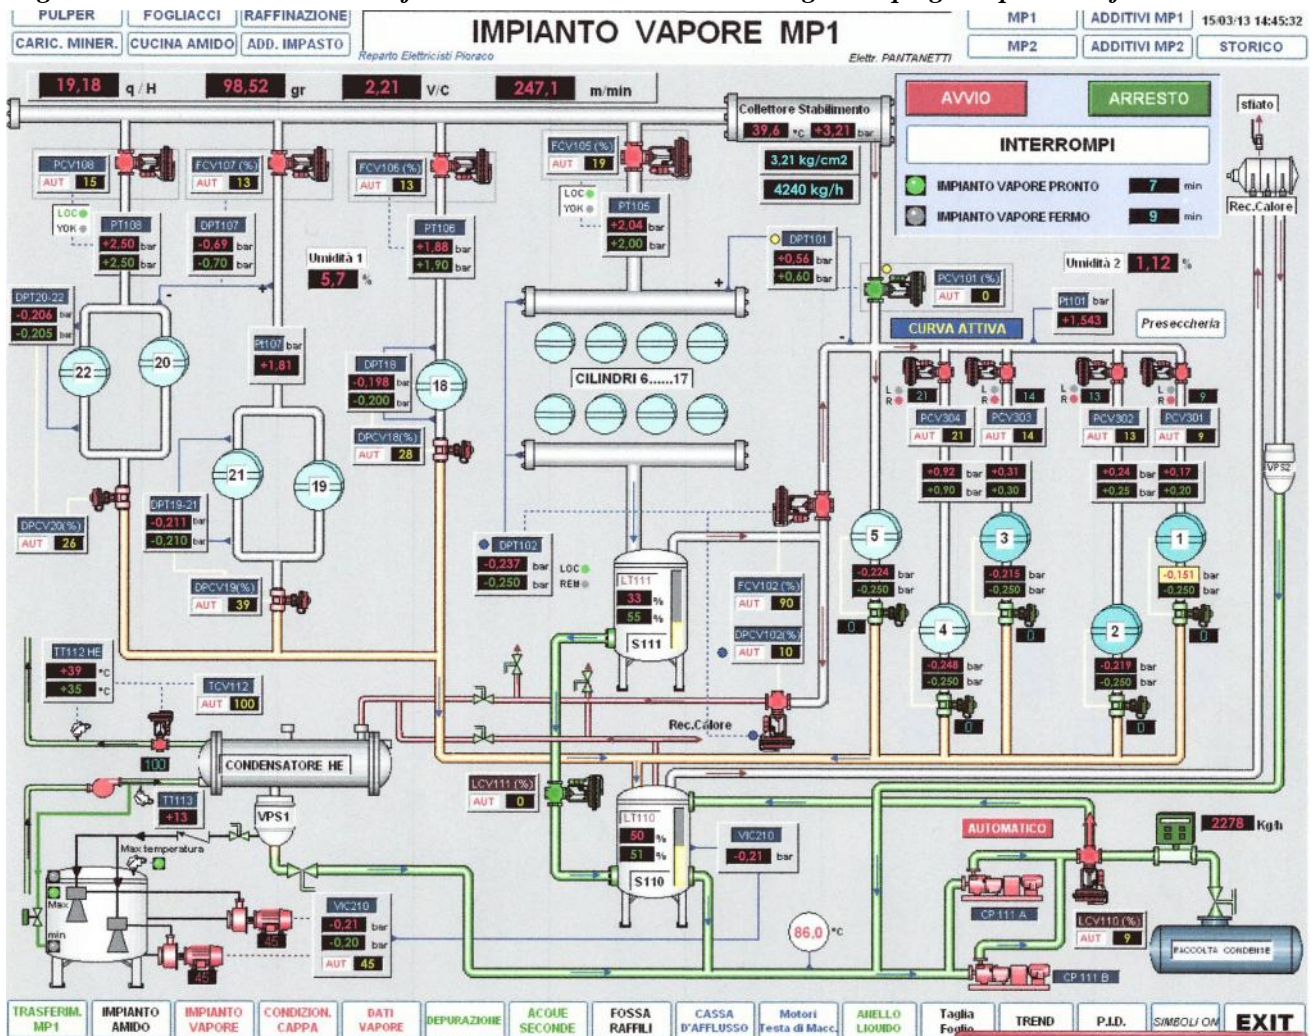 PULPER FOGLIACCI RAFFINAZIONE
CARIC. MINER. CUCINA AMIDO ADD. IMPASTO
IMPIANTO VAPORE MP1
Reparto Elettricisti Pioraco
Elettr. PANTANETTI
MP1 ADDITIVI MP1 15/03/13 14:45:32
MP2 ADDITIVI MP2 STORICO
19,18 q / H 98,52 gr 2,21 V/C 247,1 m/min
Collettore Stabilimento
39,6 °C +3,21 bar
3,21 kg/cm2
4240 kg/h
AVVIO ARRESTO
INTERROMPI
IMPIANTO VAPORE PRONTO 7 min
IMPIANTO VAPORE FERMO 9 min
sfiato
Rec.Calore
PCV108
AUT 15
FCV107 (%)
AUT 13
FCV106 (%)
AUT 13
FCV105 (%)
AUT 19
LOC
YOK
PT108
+2,50 bar
+2,50 bar
DPT107
-0,69 bar
-0,70 bar
PT106
+1,88 bar
+1,90 bar
LOC
YOK
PT105
+2,04 bar
+2,00 bar
DPT101
+0,56 bar
+0,60 bar
Umidità 1
5,7 %
Umidità 2 1,12 %
PCV101 (%)
AUT 0
Pt101 bar
+1,543
Preseccheria
CURVA ATTIVA
DPT20-22
-0,206 bar
-0,205 bar
22
20
Pt107 bar
+1,81
DPT18
-0,198 bar
-0,200 bar
18
DPCV18(%)
AUT 28
CILINDRI 6......17
L
R 21
14
L
R 13
L
R 9
PCV304
AUT 21
PCV303
AUT 14
PCV302
AUT 13
PCV301
AUT 9
+0,92 bar
+0,90 bar
+0,31 bar
+0,30 bar
+0,24 bar
+0,25 bar
+0,17 bar
+0,20 bar
VPS2
21
19
DPT19-21
-0,211 bar
-0,210 bar
DPCV20(%)
AUT 26
DPCV19(%)
AUT 39
DPT102
-0,237 bar
-0,250 bar
LOC
REM
LT111
33 %
55 %
S111
FCV102 (%)
AUT 90
DPCV102(%)
AUT 10
5
-0,224 bar
-0,250 bar
0
3
-0,215 bar
-0,250 bar
0
1
-0,151 bar
-0,250 bar
0
4
-0,248 bar
-0,250 bar
0
2
-0,219 bar
-0,250 bar
0
TT112 HE
+39 °C
+35 °C
TCV112
AUT 100
100
CONDENSATORE HE
Rec.Calore
TT113
+13
VPS1
Max temperatura
Max
min
45
45
VIC210
-0,21 bar
-0,20 bar
AUT 45
LCV111 (%)
AUT 0
LT110
50 %
51 %
S110
VIC210
-0,21 bar
86,0 °C
AUTOMATICO
2278 Kg/h
CP 111 A
CP 111 B
LCV110 (%)
AUT 9
RACCOLTA CONDENSE
TRASFERIM. MP1
IMPIANTO AMIDO
IMPIANTO VAPORE
CONDIZION. CAPPA
DATI VAPORE
DEPURAZIONE
ACQUE SECONDE
FOSSA RAFFILI
CASSA D'AFFLUSSO
Motori Testa di Macc.
ANELLO LIQUIDO
Taglia Foglio
TREND
P.I.D.
SIMBOLI ON
EXIT